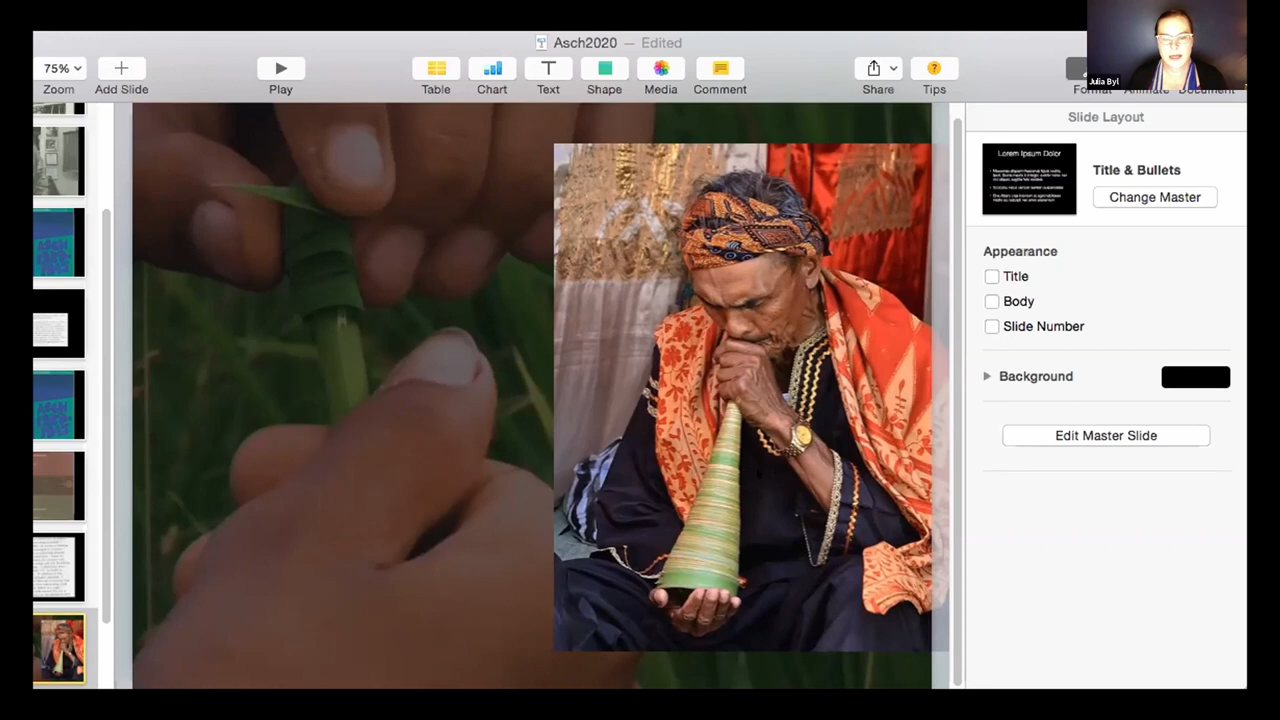 Asch2020 — Edited
75%
Zoom
Add Slide
Play
Table
Chart
Text
Shape
Media
Comment
Share
Tips
Format
Animate
Document
Julia Byl
Slide Layout
Lorem Ipsum Dolor
Title & Bullets
Change Master
Appearance
Title
Body
Slide Number
Background
Edit Master Slide